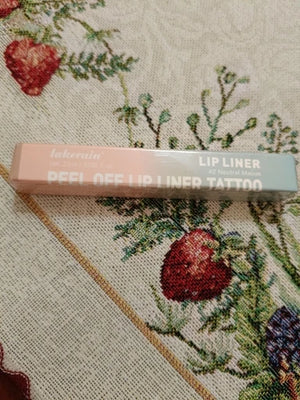 lakerain
LIP LINER
#2 Neutral Mauve
PEEL OFF LIP LINER TATTOO